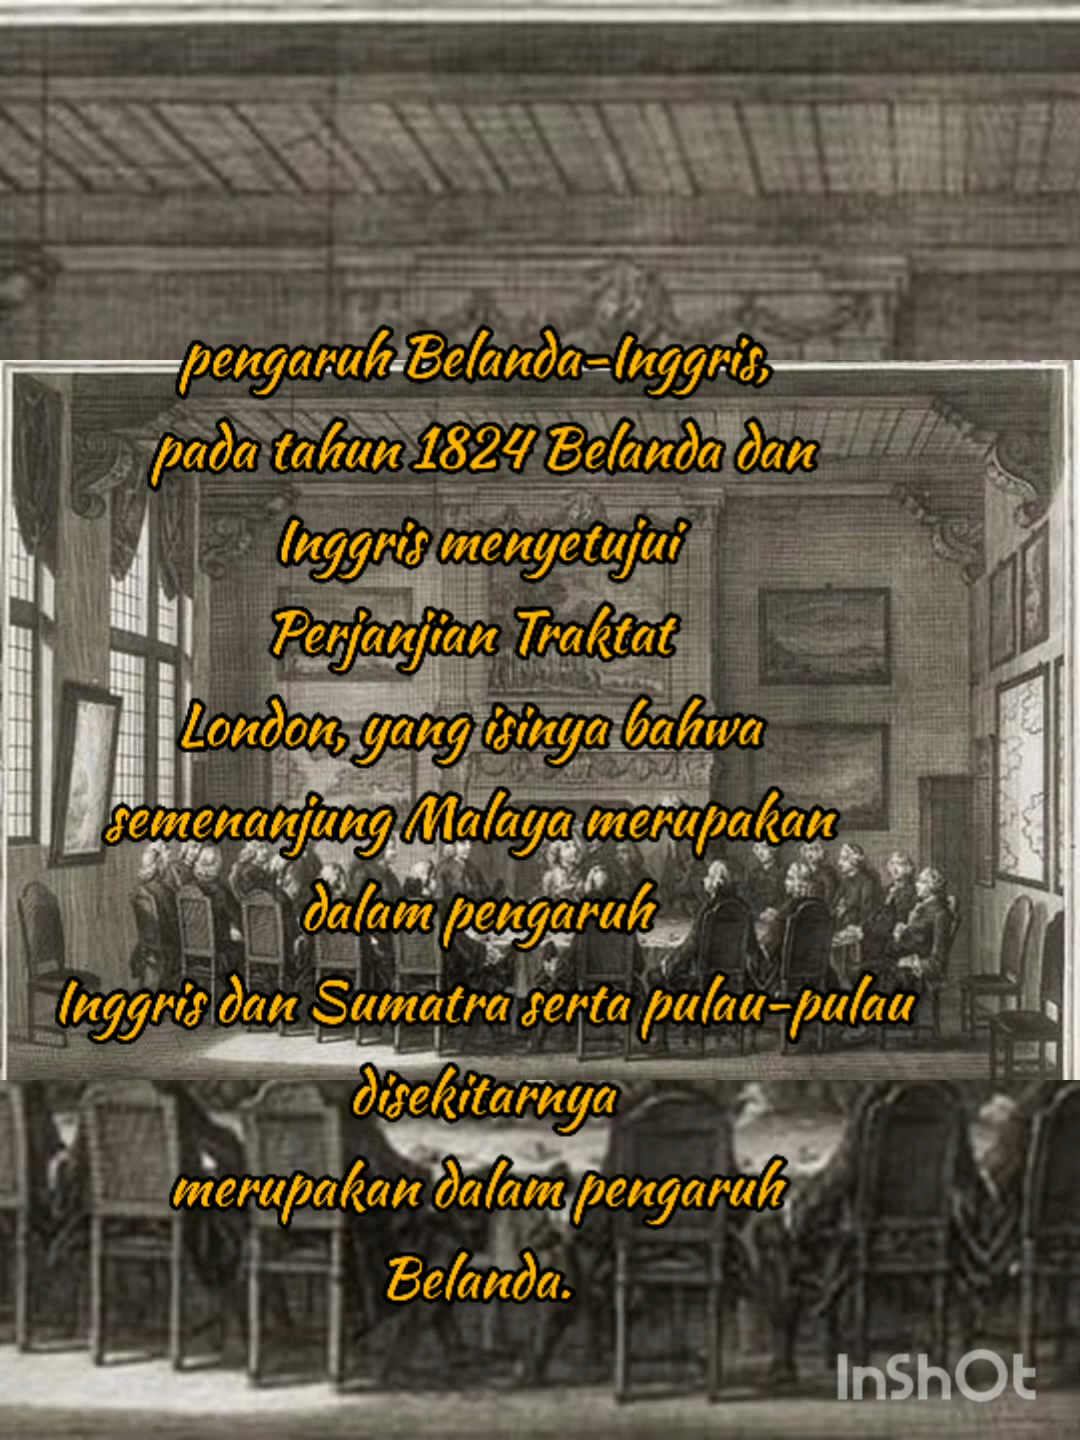 pengaruh Belanda-Inggris,
pada tahun 1824 Belanda dan
Inggris menyetujui
Perjanjian Traktat
London, yang isinya bahwa
semenanjung Malaya merupakan
dalam pengaruh
Inggris dan Sumatra serta pulau-pulau
disekitarnya
merupakan dalam pengaruh
Belanda.
InShOt